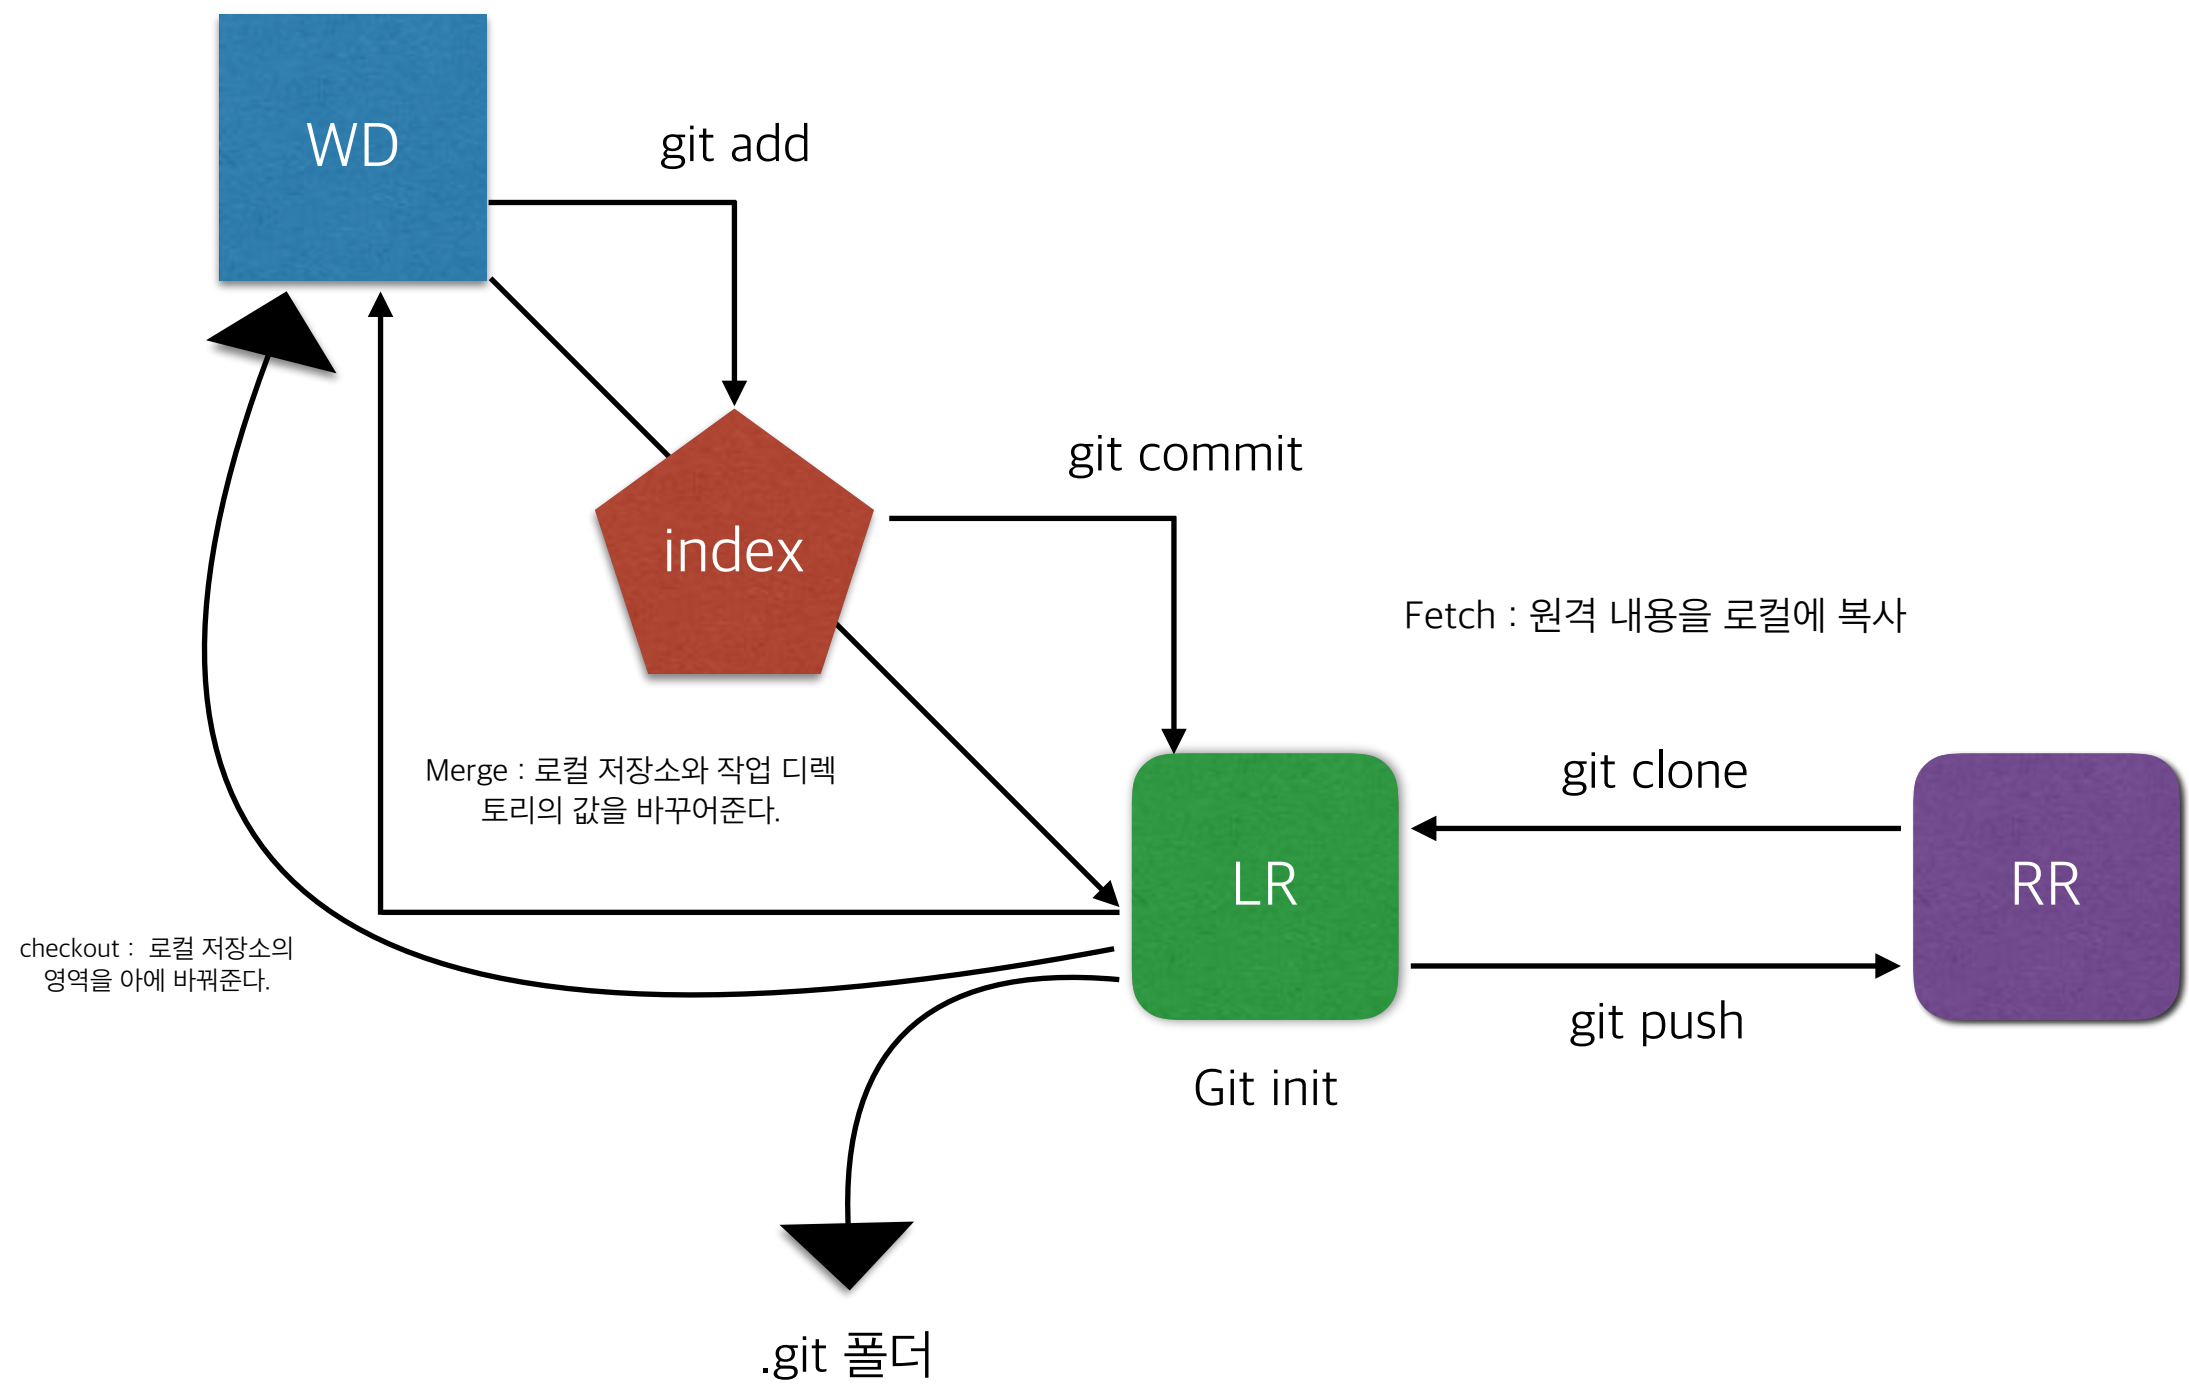 WD
git add
git commit
index
Fetch : 원격 내용을 로컬에 복사
Merge : 로컬 저장소와 작업 디렉
토리의 값을 바꾸어준다.
git clone
LR
RR
checkout :  로컬 저장소의
영역을 아에 바꿔준다.
git push
Git init
.git 폴더